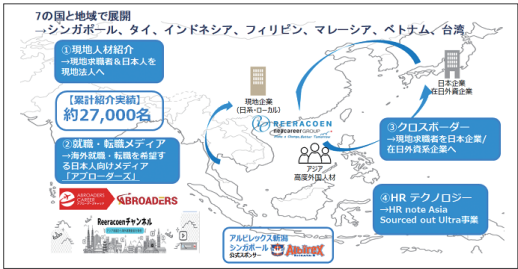 7の国と地域で展開
→シンガポール、タイ、インドネシア、フィリピン、マレーシア、ベトナム、台湾
①現地人材紹介
→現地求職者＆日本人を
現地法人へ
【累計紹介実績】
約27,000名
②就職・転職メディア
→海外就職・転職を希望す
る日本人向けメディア
「アブローダーズ」
ABROADERS
CAREER
ABROADERS
Reeracoenチャンネル
現地企業
(日系・ローカル)
REERACOEN
neocareer GROUP
アジア
高度外国人材
日本企業
在日外資企業
③クロスボーダー
→現地求職者を日本企業/
在日外資系企業へ
④HR テクノロジー
→HR note Asia
Sourced out Ultra事業
アルビレックス新潟
シンガポール
公式スポンサー
Albirex